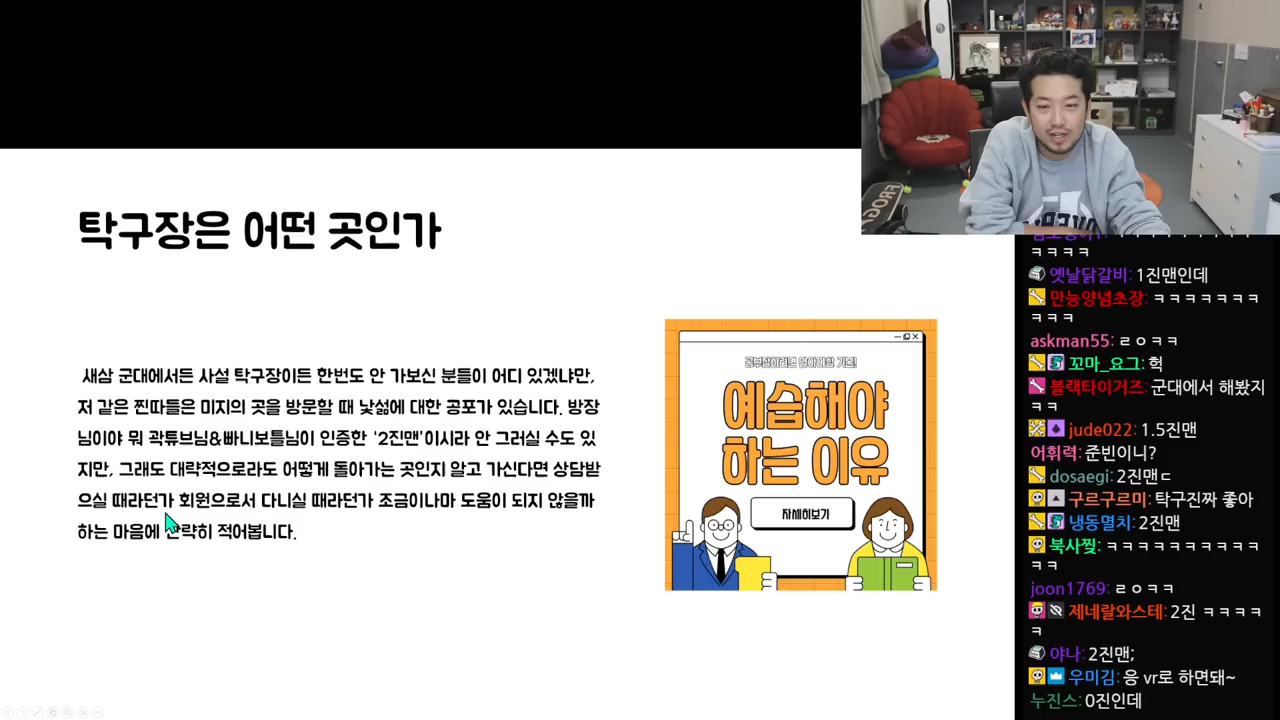 탁구장은 어떤 곳인가
새삼 군대에서든 사설 탁구장이든 한번도 안 가보신 분들이 어디 있겠냐만,
저 같은 찐따들은 미지의 곳을 방문할 때 낯섦에 대한 공포가 있습니다. 방장
님이야 뭐 곽튜브님&빠니보틀님이 인증한 '2진맨'이시라 안 그러실 수도 있
지만, 그래도 대략적으로라도 어떻게 돌아가는 곳인지 알고 가신다면 상담받
으실 때라던가 회원으로서 다니실 때라던가 조금이나마 도움이 되지 않을까
하는 마음에 간략히 적어봅니다.
공부잘하려면 알아야할 기본!
예습해야
하는 이유
자세히보기
FROG
ㅋㅋㅋㅋ
옛날닭갈비: 1진맨인데
만능양념초장: ㅋㅋㅋㅋㅋㅋㅋ
ㅋㅋㅋ
askman55: ㄹㅇㅋㅋ
꼬마_요그: 헉
블랙타이거즈: 군대에서 해봤지
ㅋㅋ
jude022: 1.5진맨
어휘력: 준빈이니?
dosaegi: 2진맨ㄷ
구르구르미: 탁구진짜 좋아
냉동멸치: 2진맨
북사찢: ㅋㅋㅋㅋㅋㅋㅋㅋㅋㅋ
ㅋㅋ
joon1769: ㄹㅇㅋㅋ
제네랄와스테: 2진 ㅋㅋㅋㅋ
ㅋ
야나: 2진맨;
우미김: 응 vr로 하면돼~
누진스: 0진인데